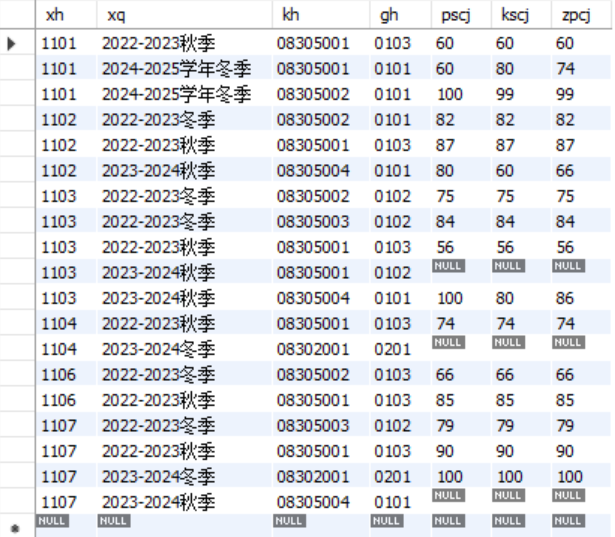 xh xq kh gh pscj kscj zpcj
1101 2022-2023秋季 08305001 0103 60 60 60
1101 2024-2025学年冬季 08305001 0101 60 80 74
1101 2024-2025学年冬季 08305002 0101 100 99 99
1102 2022-2023冬季 08305002 0101 82 82 82
1102 2022-2023秋季 08305001 0103 87 87 87
1102 2023-2024秋季 08305004 0101 80 60 66
1103 2022-2023冬季 08305002 0102 75 75 75
1103 2022-2023冬季 08305003 0102 84 84 84
1103 2022-2023秋季 08305001 0103 56 56 56
1103 2023-2024秋季 08305001 0102 NULL NULL NULL
1103 2023-2024秋季 08305004 0101 100 80 86
1104 2022-2023秋季 08305001 0103 74 74 74
1104 2023-2024冬季 08302001 0201 NULL NULL NULL
1106 2022-2023冬季 08305002 0103 66 66 66
1106 2022-2023秋季 08305001 0103 85 85 85
1107 2022-2023冬季 08305003 0102 79 79 79
1107 2022-2023秋季 08305001 0103 90 90 90
1107 2023-2024冬季 08302001 0201 100 100 100
1107 2023-2024秋季 08305004 0101 NULL NULL NULL
NULL NULL NULL NULL NULL NULL NULL